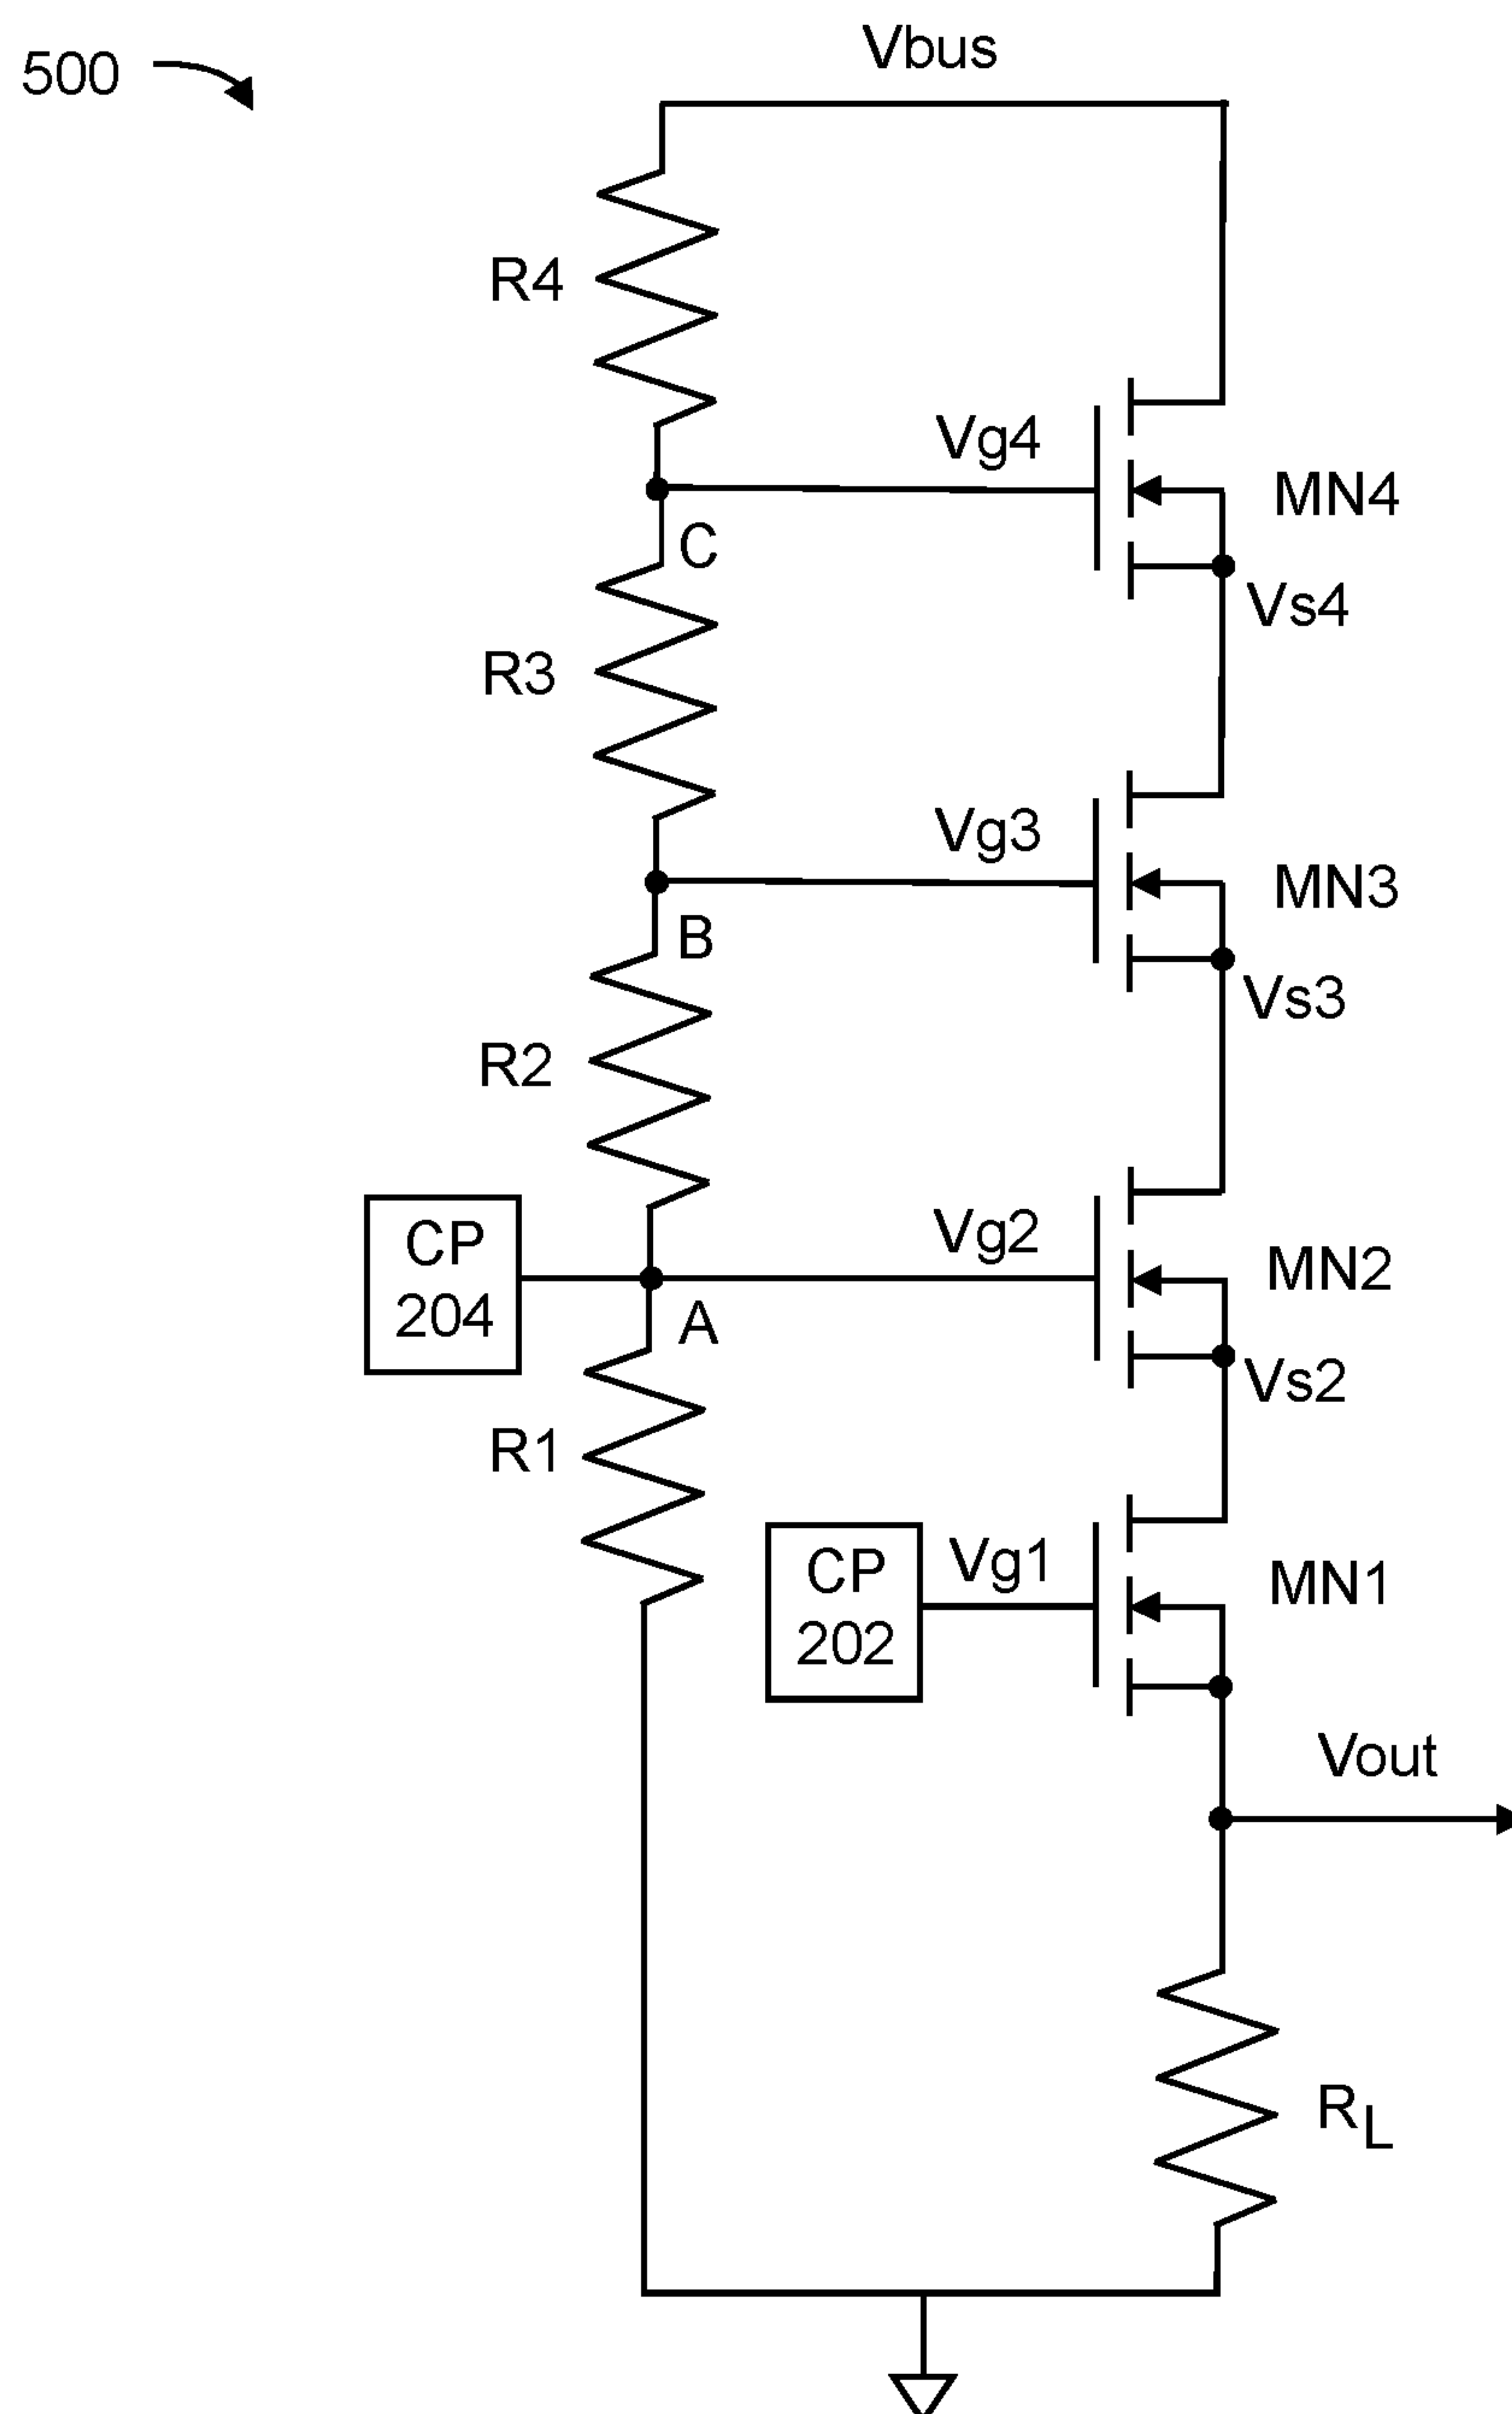 500
Vbus
R4
Vg4
MN4
C
Vs4
R3
Vg3
MN3
B
Vs3
R2
CP
204
Vg2
MN2
A
Vs2
R1
CP
202
Vg1
MN1
Vout
RL